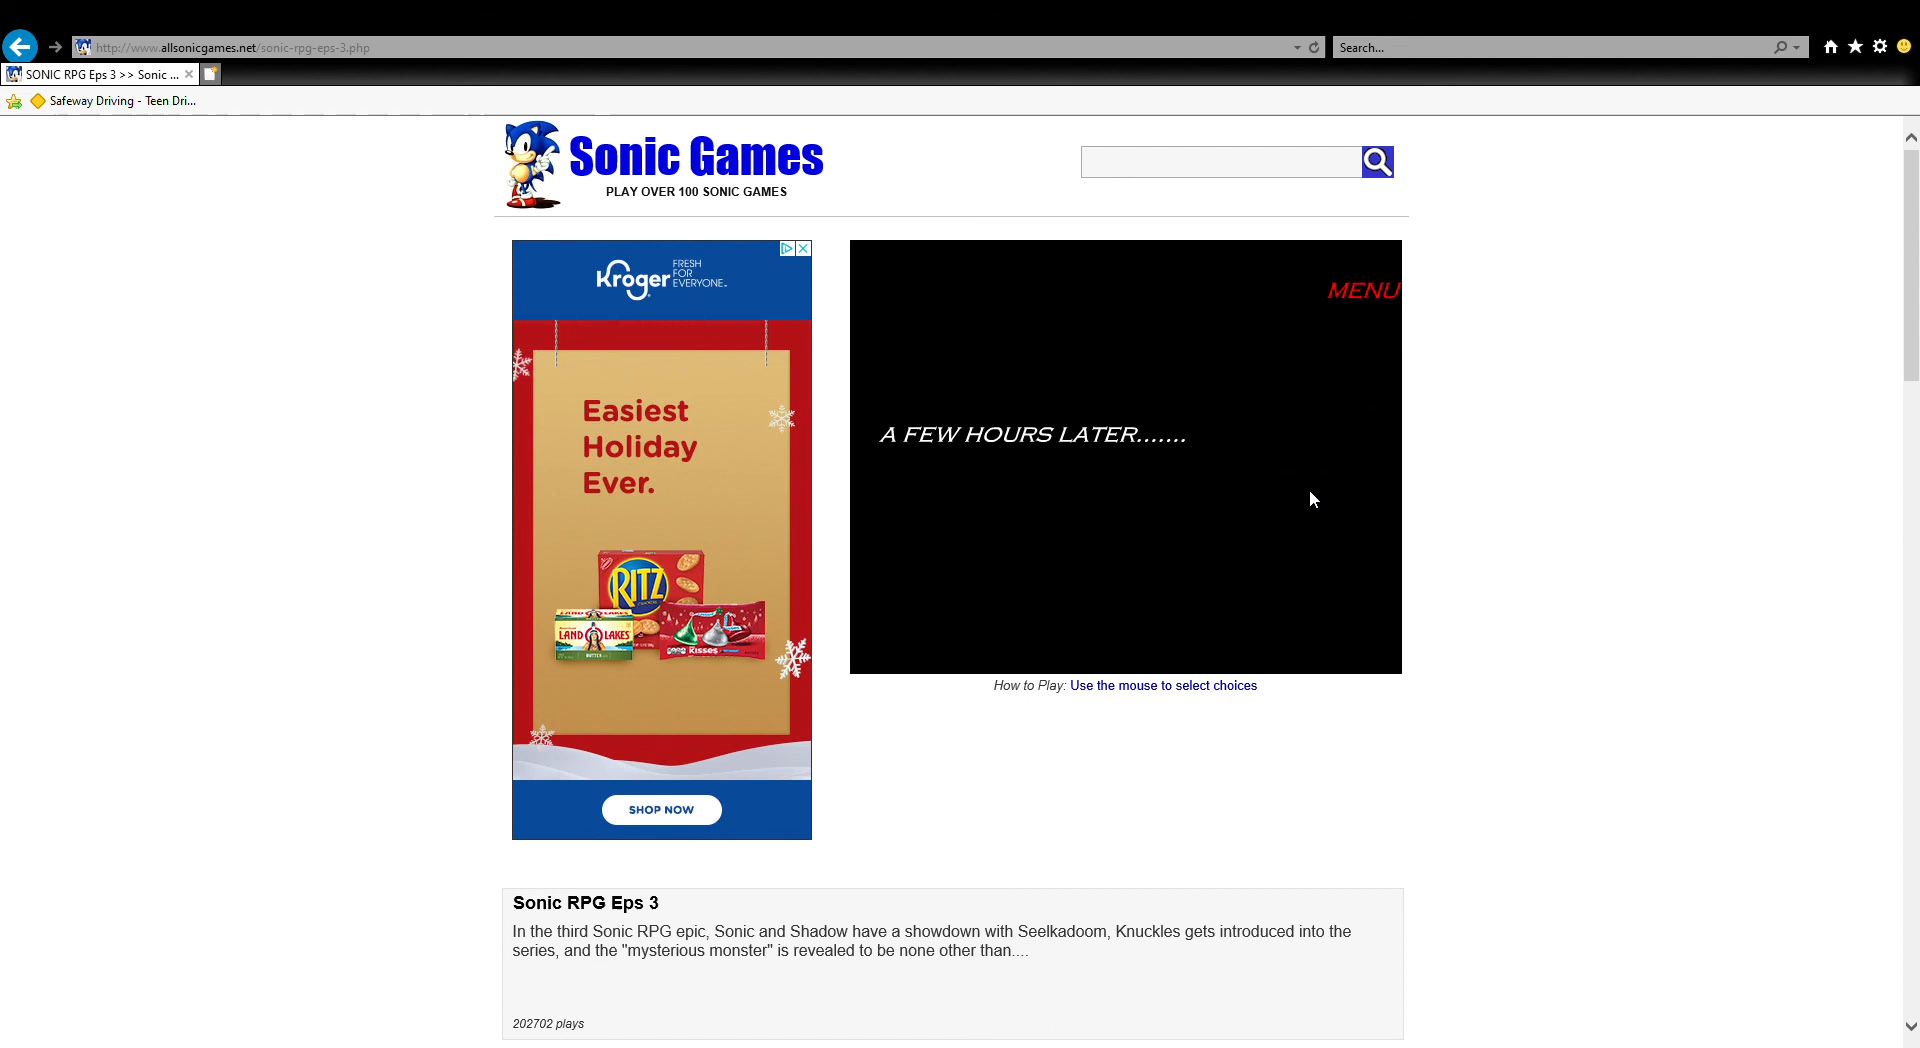 http://www.allsonicgames.net/sonic-rpg-eps-3.php
Search...
SONIC RPG Eps 3 >> Sonic ...
Safeway Driving - Teen Dri...
Sonic Games
PLAY OVER 100 SONIC GAMES
Kroger
FRESH
FOR
EVERYONE
Easiest
Holiday
Ever.
RITZ
LAND O LAKES
BUTTER
Kisses
SHOP NOW
MENU
A FEW HOURS LATER.......
How to Play: Use the mouse to select choices
Sonic RPG Eps 3
In the third Sonic RPG epic, Sonic and Shadow have a showdown with Seelkadoom, Knuckles gets introduced into the
series, and the "mysterious monster" is revealed to be none other than....
202702 plays